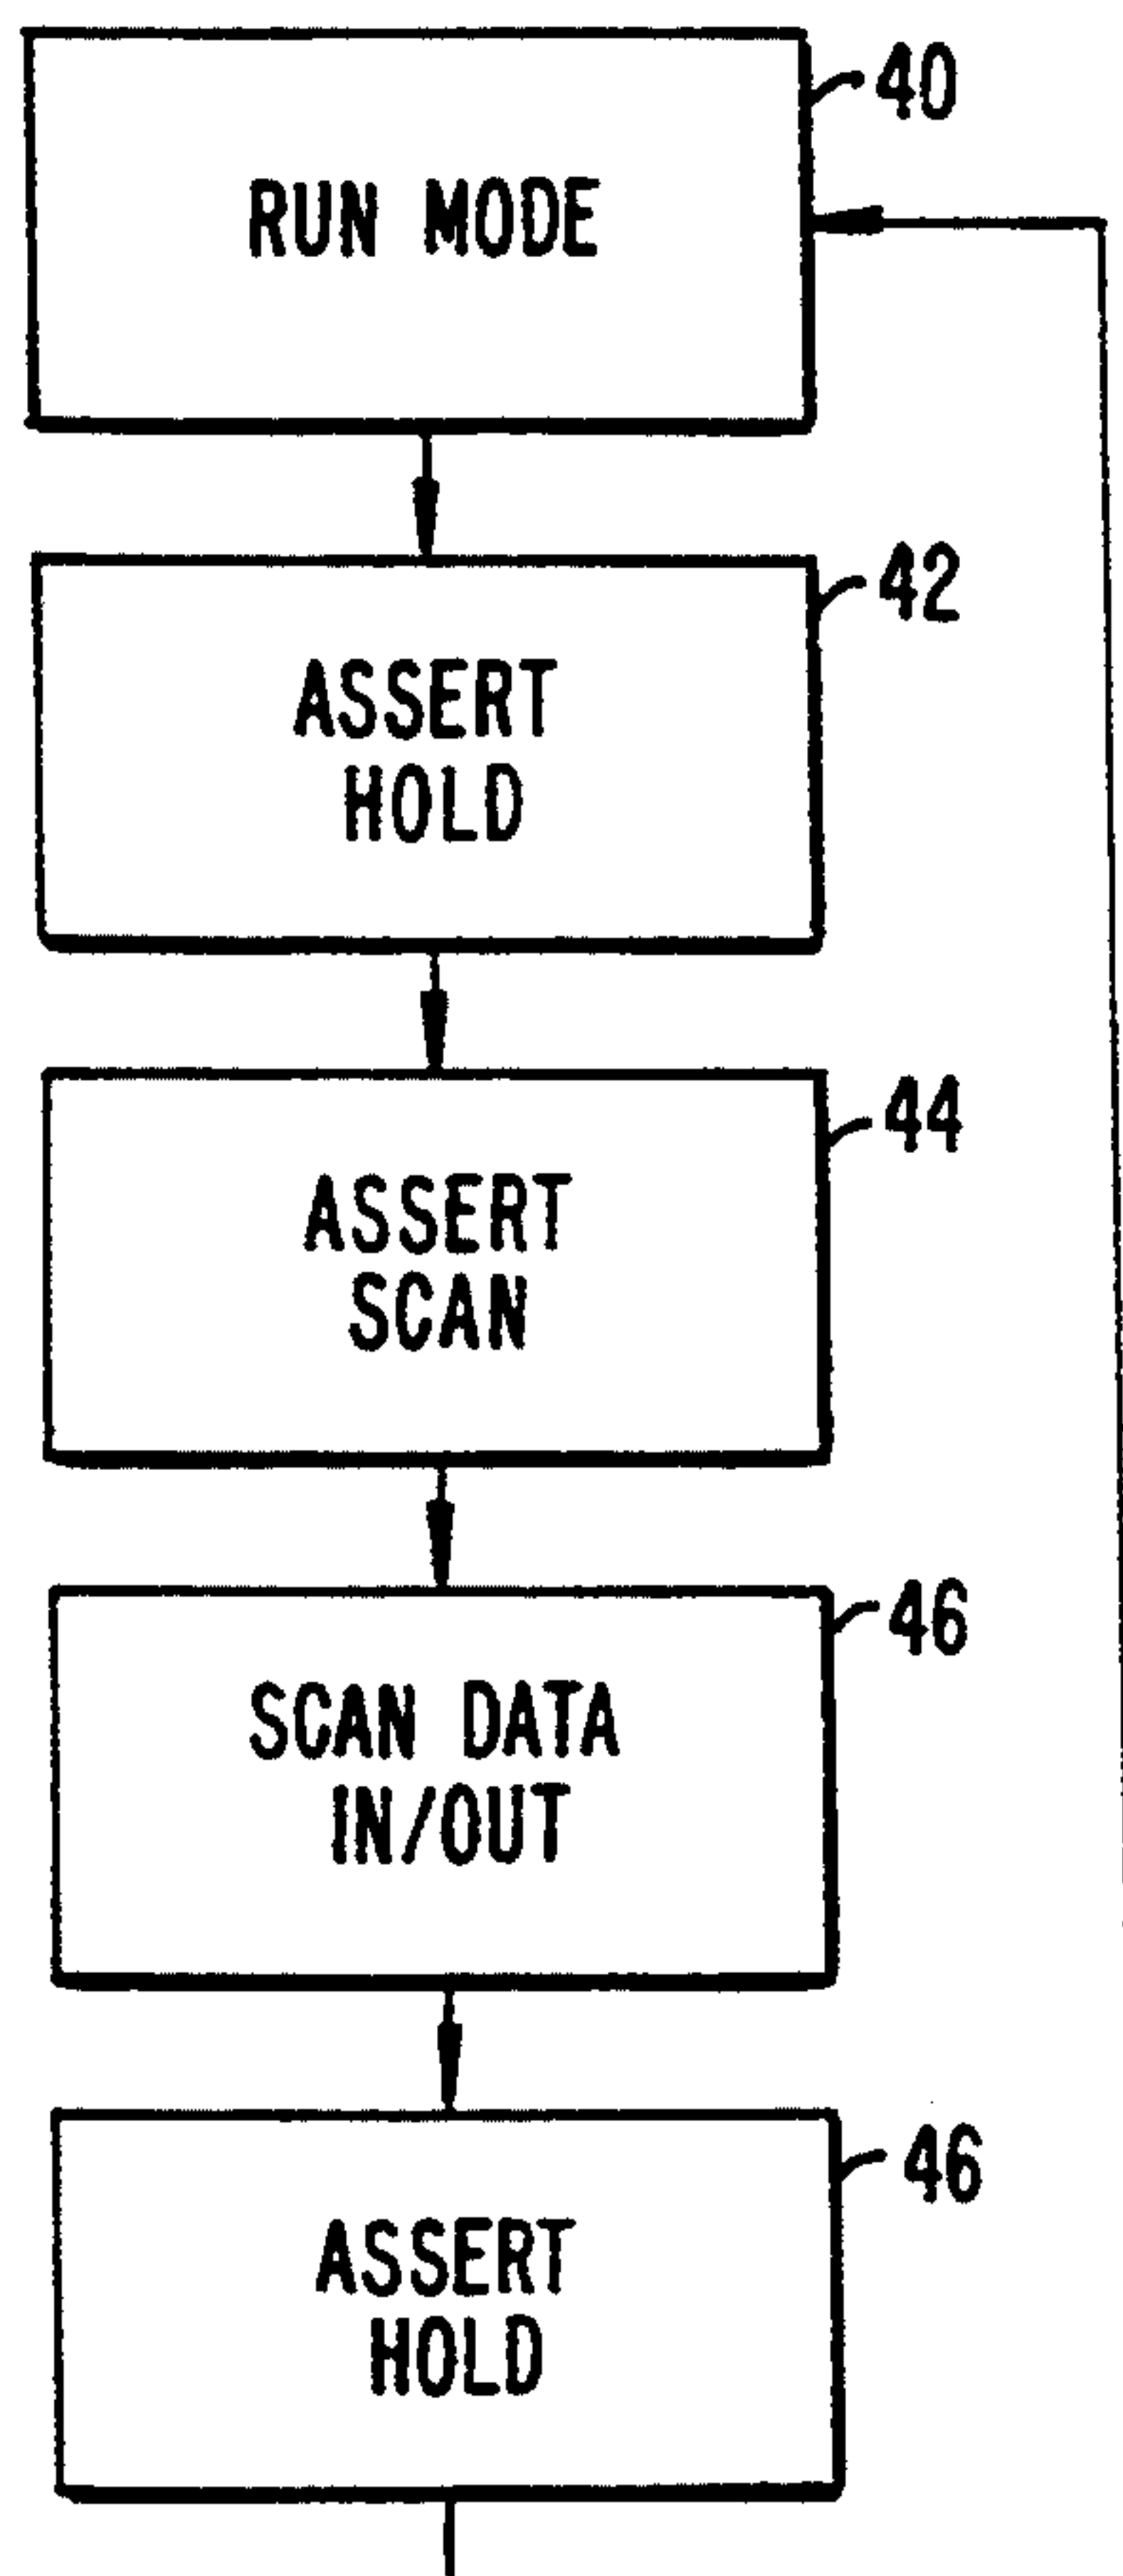 40
RUN MODE
42
ASSERT
HOLD
44
ASSERT
SCAN
46
SCAN DATA
IN/OUT
46
ASSERT
HOLD